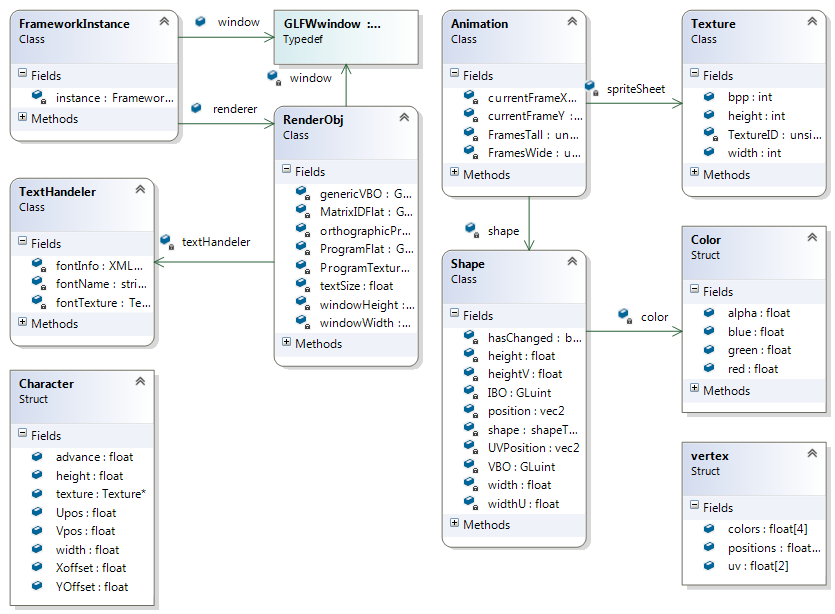 FrameworkInstance
Class
Fields
instance : Framewor...
Methods
window
renderer
GLFWwindow :...
Typedef
window
RenderObj
Class
Fields
genericVBO : G...
MatrixIDFlat : G...
orthographicPr...
ProgramFlat : G...
ProgramTextur...
textSize : float
windowHeight :...
windowWidth :...
Methods
textHandeler
TextHandeler
Class
Fields
fontInfo : XML...
fontName : stri...
fontTexture : Te...
Methods
Character
Struct
Fields
advance : float
height : float
texture : Texture*
Upos : float
Vpos : float
width : float
Xoffset : float
YOffset : float
Animation
Class
Fields
currentFrameX...
currentFrameY :...
FramesTall : un...
FramesWide : u...
Methods
spriteSheet
shape
Texture
Class
Fields
bpp : int
height : int
TextureID : unsi...
width : int
Methods
Shape
Class
Fields
hasChanged : b...
height : float
heightV : float
IBO : GLuint
position : vec2
shape : shapeT...
UVPosition : vec2
VBO : GLuint
width : float
widthU : float
Methods
color
Color
Struct
Fields
alpha : float
blue : float
green : float
red : float
Methods
vertex
Struct
Fields
colors : float[4]
positions : float...
uv : float[2]